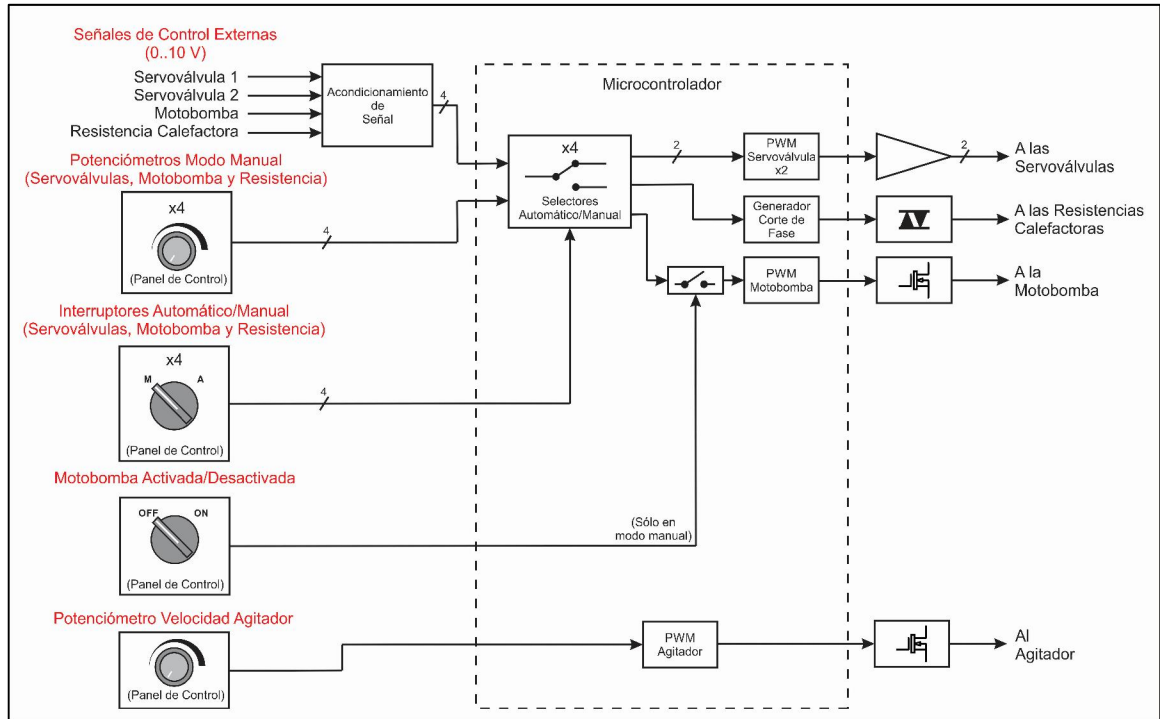 Señales de Control Externas
(0..10 V)
Servoválvula 1
Servoválvula 2
Motobomba
Resistencia Calefactora
Acondicionamiento
de
Señal
4
Potenciómetros Modo Manual
(Servoválvulas, Motobomba y Resistencia)
x4
(Panel de Control)
4
Interruptores Automático/Manual
(Servoválvulas, Motobomba y Resistencia)
x4
M
A
(Panel de Control)
4
Motobomba Activada/Desactivada
OFF
ON
(Panel de Control)
(Sólo en
modo manual)
Potenciómetro Velocidad Agitador
(Panel de Control)
Microcontrolador
x4
Selectores
Automático/Manual
2
PWM
Servoválvula
x2
2
A las
Servoválvulas
Generador
Corte de
Fase
A las Resistencias
Calefactoras
PWM
Motobomba
A la
Motobomba
PWM
Agitador
Al
Agitador